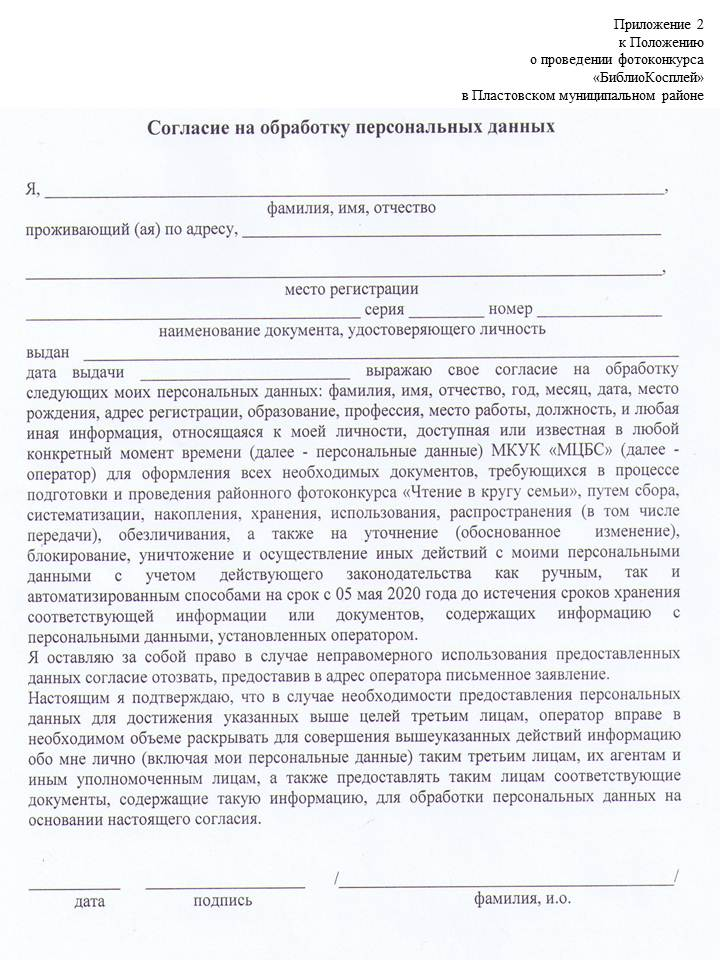 Приложение 2
к Положению
о проведении фотоконкурса
«БиблиоКосплей»
в Пластовском муниципальном районе
Согласие на обработку персональных данных
Я, ____________________,
фамилия, имя, отчество
проживающий (ая) по адресу, ____________________
____________________,
место регистрации
____________________ серия _________ номер ______________
наименование документа, удостоверяющего личность
выдан ____________________
дата выдачи ____________________ выражаю свое согласие на обработку
следующих моих персональных данных: фамилия, имя, отчество, год, месяц, дата, место
рождения, адрес регистрации, образование, профессия, место работы, должность, и любая
иная информация, относящаяся к моей личности, доступная или известная в любой
конкретный момент времени (далее - персональные данные) МКУК «МЦБС» (далее -
оператор) для оформления всех необходимых документов, требующихся в процессе
подготовки и проведения районного фотоконкурса «Чтение в кругу семьи», путем сбора,
систематизации, накопления, хранения, использования, распространения (в том числе
передачи), обезличивания, а также на уточнение (обоснованное изменение),
блокирование, уничтожение и осуществление иных действий с моими персональными
данными с учетом действующего законодательства как ручным, так и
автоматизированным способами на срок с 05 мая 2020 года до истечения сроков хранения
соответствующей информации или документов, содержащих информацию с
персональными данными, установленных оператором.
Я оставляю за собой право в случае неправомерного использования предоставленных
данных согласие отозвать, предоставив в адрес оператора письменное заявление.
Настоящим я подтверждаю, что в случае необходимости предоставления персональных
данных для достижения указанных выше целей третьим лицам, оператор вправе в
необходимом объеме раскрывать для совершения вышеуказанных действий информацию
обо мне лично (включая мои персональные данные) таким третьим лицам, их агентам и
иным уполномоченным лицам, а также предоставлять таким лицам соответствующие
документы, содержащие такую информацию, для обработки персональных данных на
основании настоящего согласия.
___________ __________________ /____________________/
дата подпись фамилия, и.о.